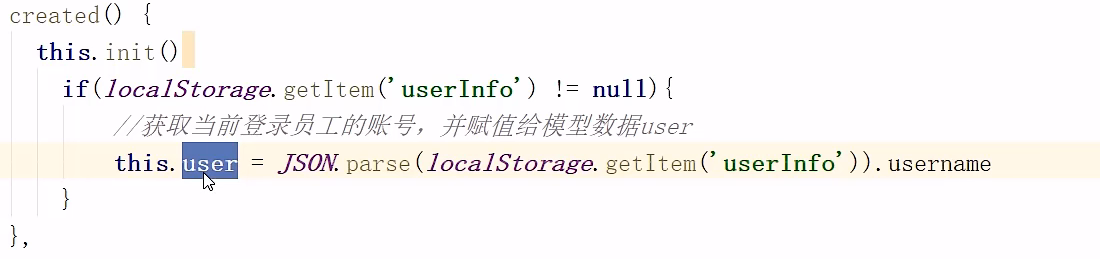 created() {
this.init()
if(localStorage.getItem('userInfo') != null){
//获取当前登录员工的账号，并赋值给模型数据user
this.user = JSON.parse(localStorage.getItem('userInfo')).username
}
},